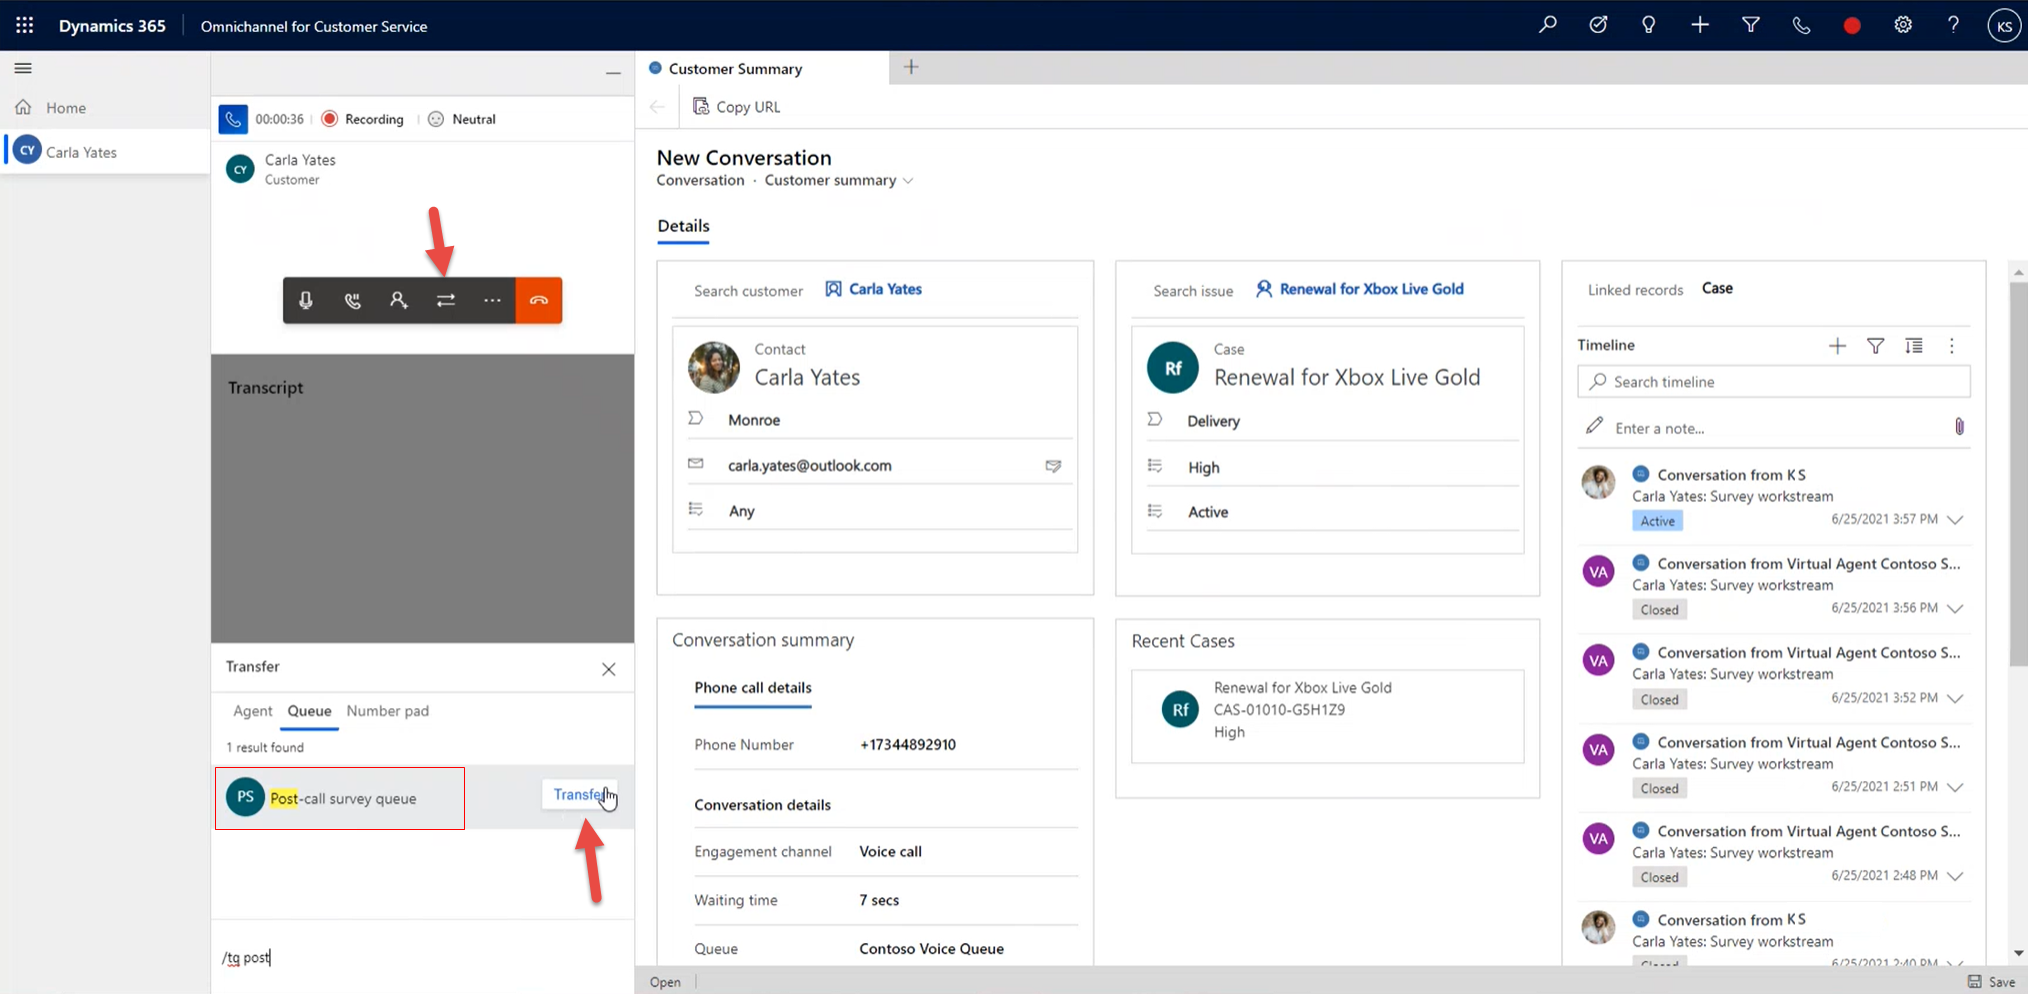 Dynamics 365
Omnichannel for Customer Service
KS
Home
CY
Carla Yates
00:00:36
Recording
Neutral
CY
Carla Yates
Customer
Transcript
Transfer
Agent
Queue
Number pad
1 result found
PS
Post-call survey queue
Transfer
/tq post
Customer Summary
Copy URL
New Conversation
Conversation · Customer summary
Details
Search customer
Carla Yates
Contact
Carla Yates
Monroe
carla.yates@outlook.com
Any
Search issue
Renewal for Xbox Live Gold
Rf
Case
Renewal for Xbox Live Gold
Delivery
High
Active
Conversation summary
Phone call details
Phone Number
+17344892910
Conversation details
Engagement channel
Voice call
Waiting time
7 secs
Queue
Contoso Voice Queue
Recent Cases
Rf
Renewal for Xbox Live Gold
CAS-01010-G5H1Z9
High
Linked records
Case
Timeline
Search timeline
Enter a note...
Conversation from K S
Carla Yates: Survey workstream
Active
6/25/2021 3:57 PM
VA
Conversation from Virtual Agent Contoso S...
Carla Yates: Survey workstream
Closed
6/25/2021 3:56 PM
VA
Conversation from Virtual Agent Contoso S...
Carla Yates: Survey workstream
Closed
6/25/2021 3:52 PM
VA
Conversation from Virtual Agent Contoso S...
Carla Yates: Survey workstream
Closed
6/25/2021 2:51 PM
VA
Conversation from Virtual Agent Contoso S...
Carla Yates: Survey workstream
Closed
6/25/2021 2:48 PM
Conversation from K S
Carla Yates: Survey workstream
Closed
6/25/2021 2:40 PM
Open
Save